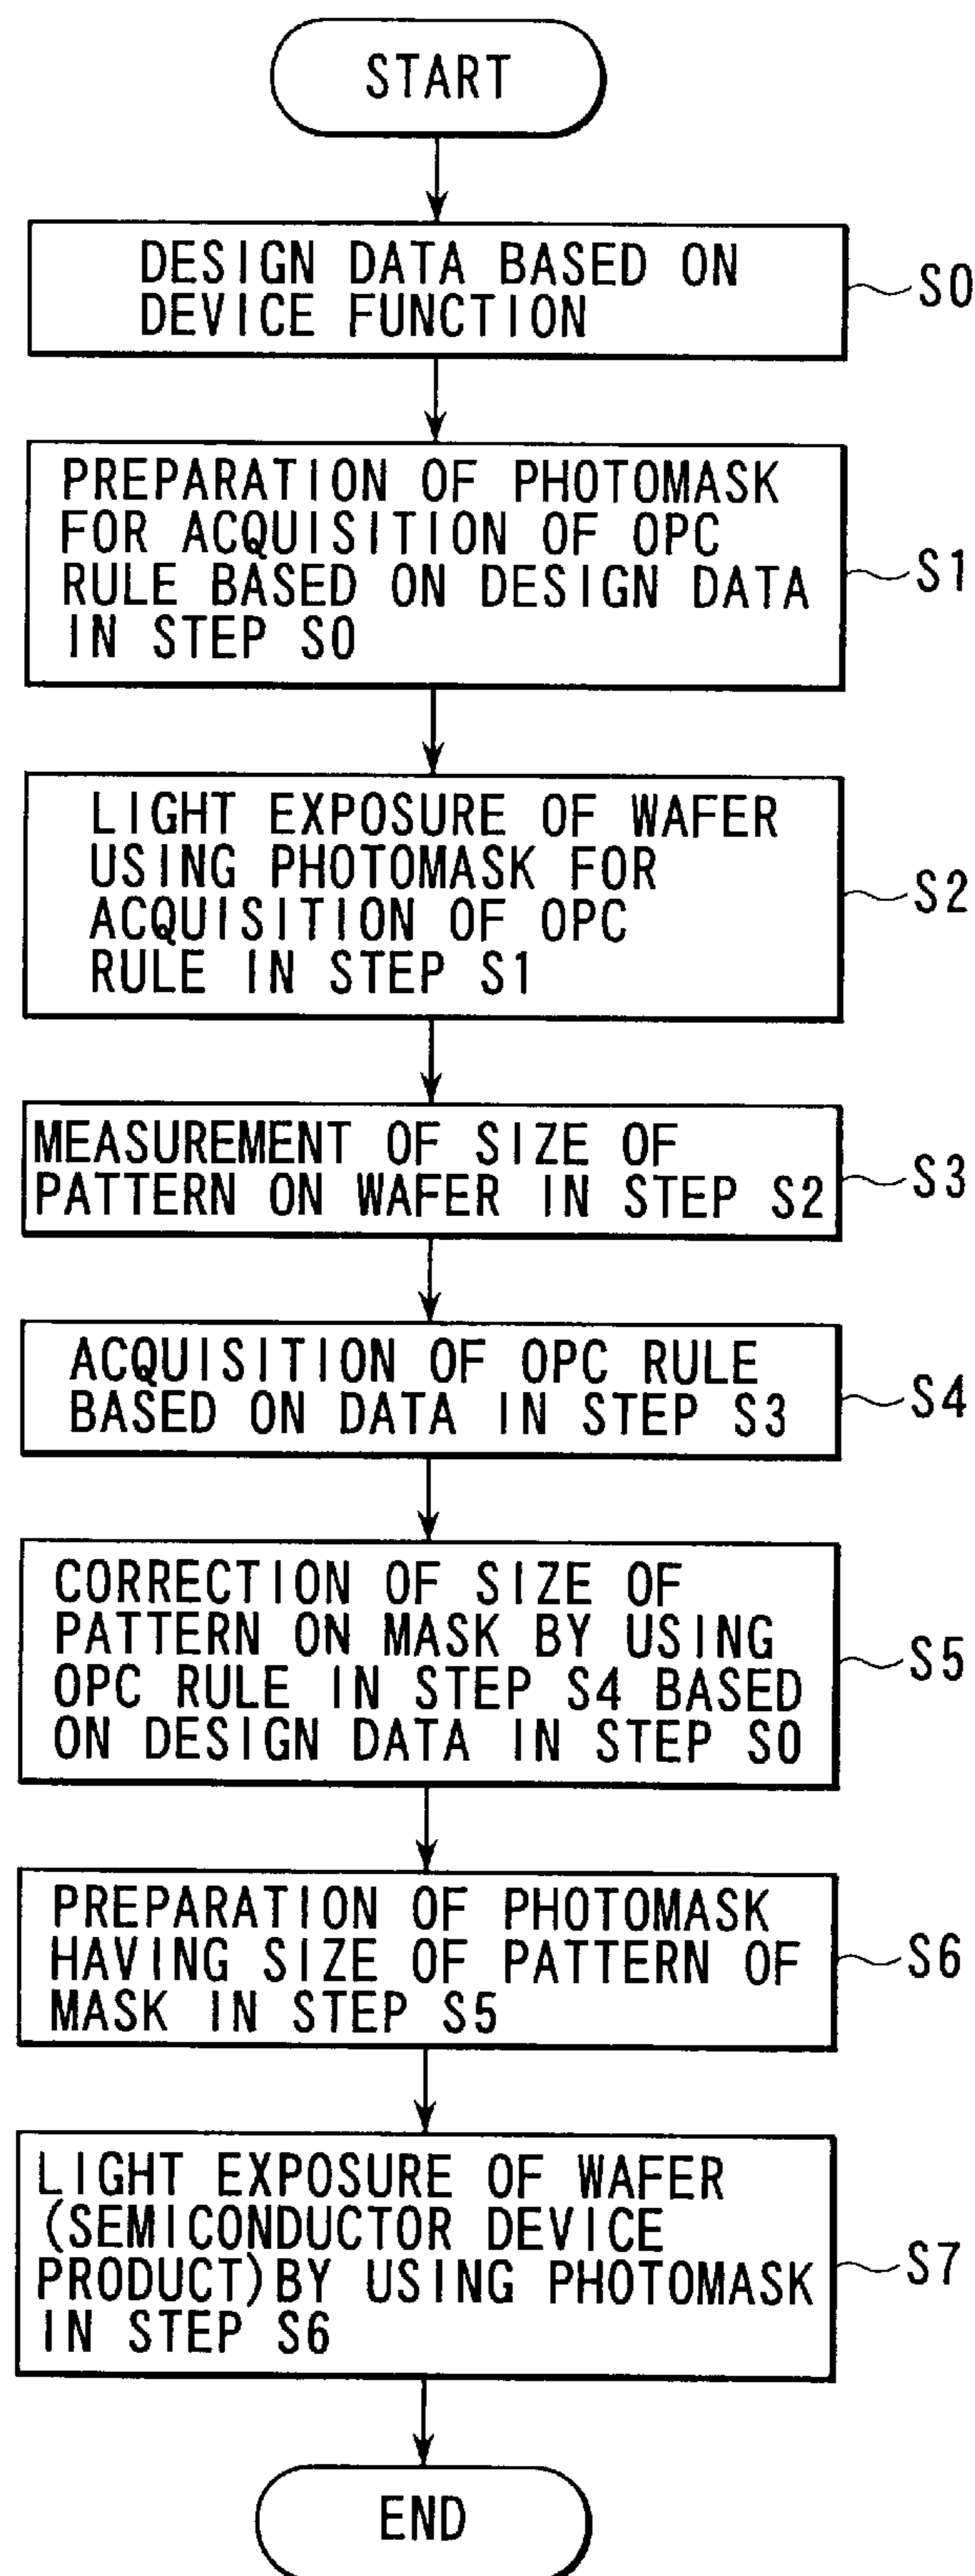 START
DESIGN DATA BASED ON
DEVICE FUNCTION
S0
PREPARATION OF PHOTOMASK
FOR ACQUISITION OF OPC
RULE BASED ON DESIGN DATA
IN STEP S0
S1
LIGHT EXPOSURE OF WAFER
USING PHOTOMASK FOR
ACQUISITION OF OPC
RULE IN STEP S1
S2
MEASUREMENT OF SIZE OF
PATTERN ON WAFER IN STEP S2
S3
ACQUISITION OF OPC RULE
BASED ON DATA IN STEP S3
S4
CORRECTION OF SIZE OF
PATTERN ON MASK BY USING
OPC RULE IN STEP S4 BASED
ON DESIGN DATA IN STEP S0
S5
PREPARATION OF PHOTOMASK
HAVING SIZE OF PATTERN OF
MASK IN STEP S5
S6
LIGHT EXPOSURE OF WAFER
(SEMICONDUCTOR DEVICE
PRODUCT)BY USING PHOTOMASK
IN STEP S6
S7
END